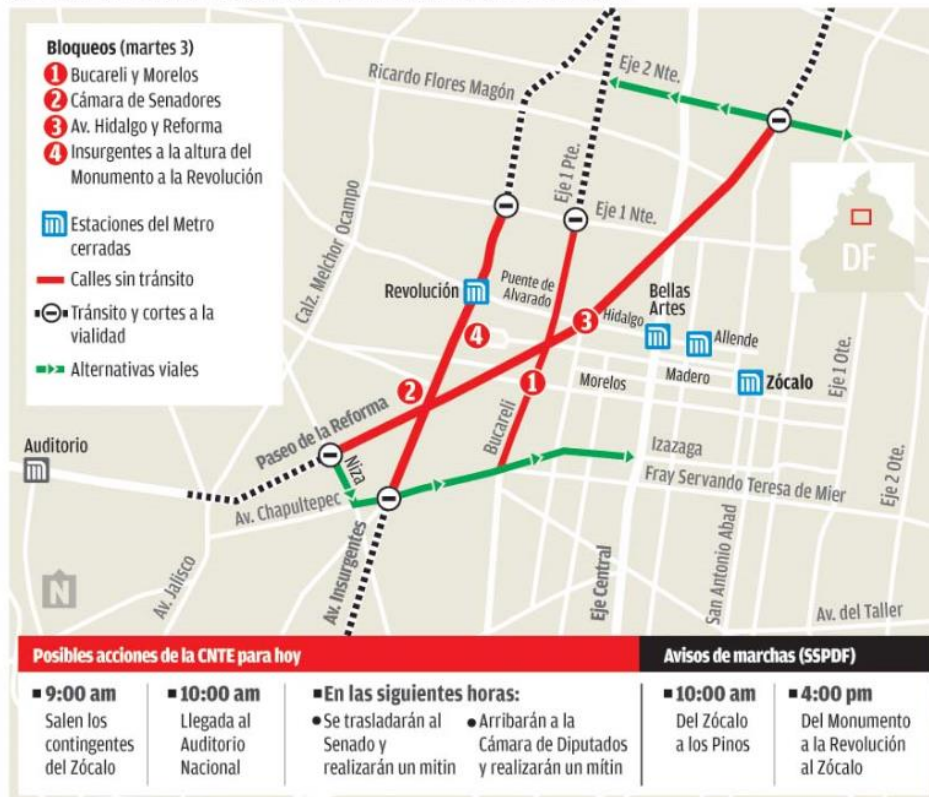 Bloqueos (martes 3)
1 Bucareli y Morelos
2 Cámara de Senadores
3 Av. Hidalgo y Reforma
4 Insurgentes a la altura del
Monumento a la Revolución
Estaciones del Metro
cerradas
Calles sin tránsito
Tránsito y cortes a la
vialidad
Alternativas viales
Ricardo Flores Magón
Eje 2 Nte.
Eje 1 Pte.
Eje 1 Nte.
Calz. Melchor Ocampo
DF
Revolución
Puente de
Alvarado
Hidalgo
Bellas
Artes
Allende
4
3
2
1
Morelos
Madero
Zócalo
Eje 1 Ote.
Paseo de la Reforma
Bucareli
Auditorio
Niza
Izazaga
Av. Chapultepec
Fray Servando Teresa de Mier
Eje 2 Ote.
Av. Jalisco
Av. Insurgentes
Eje Central
San Antonio Abad
Av. del Taller
N
Posibles acciones de la CNTE para hoy
9:00 am
Salen los
contingentes
del Zócalo
10:00 am
Llegada al
Auditorio
Nacional
En las siguientes horas:
Se trasladarán al
Senado y
realizarán un mitin
Arribarán a la
Cámara de Diputados
y realizarán un mítin
Avisos de marchas (SSPDF)
10:00 am
Del Zócalo
a los Pinos
4:00 pm
Del Monumento
a la Revolución
al Zócalo